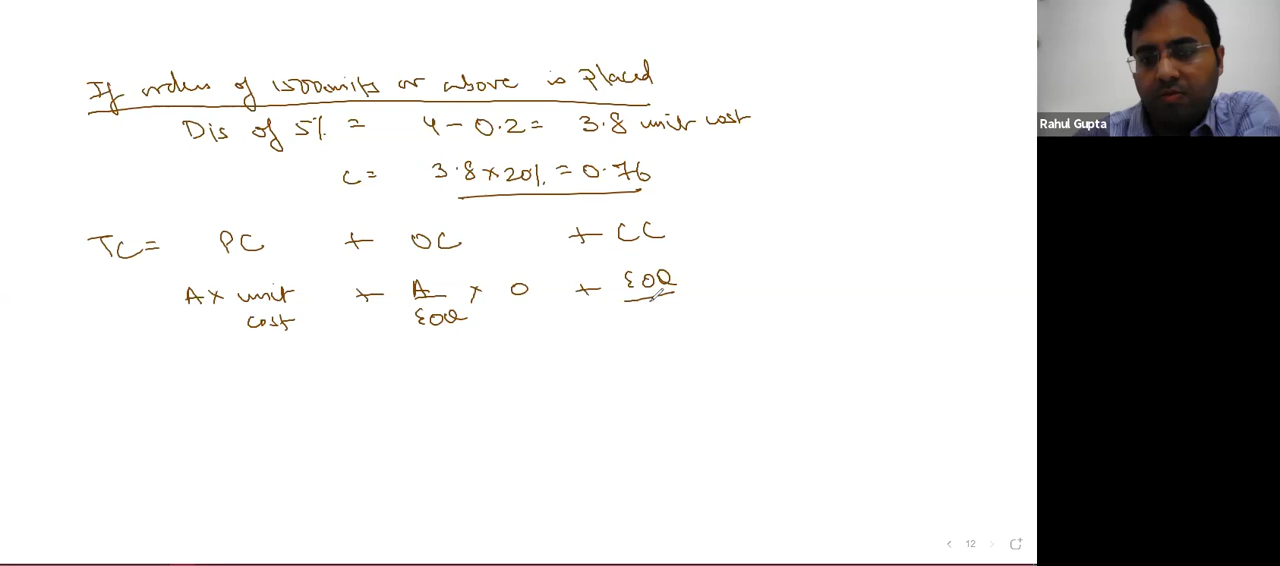 If orders of 1500units or above is placed
Dis of 5% = 4 - 0.2 = 3.8 unit cost
C = 3.8 x 20% = 0.76
TC = PC + OC + CC
A x unit cost + A/EOQ x O + EOQ
Rahul Gupta
12